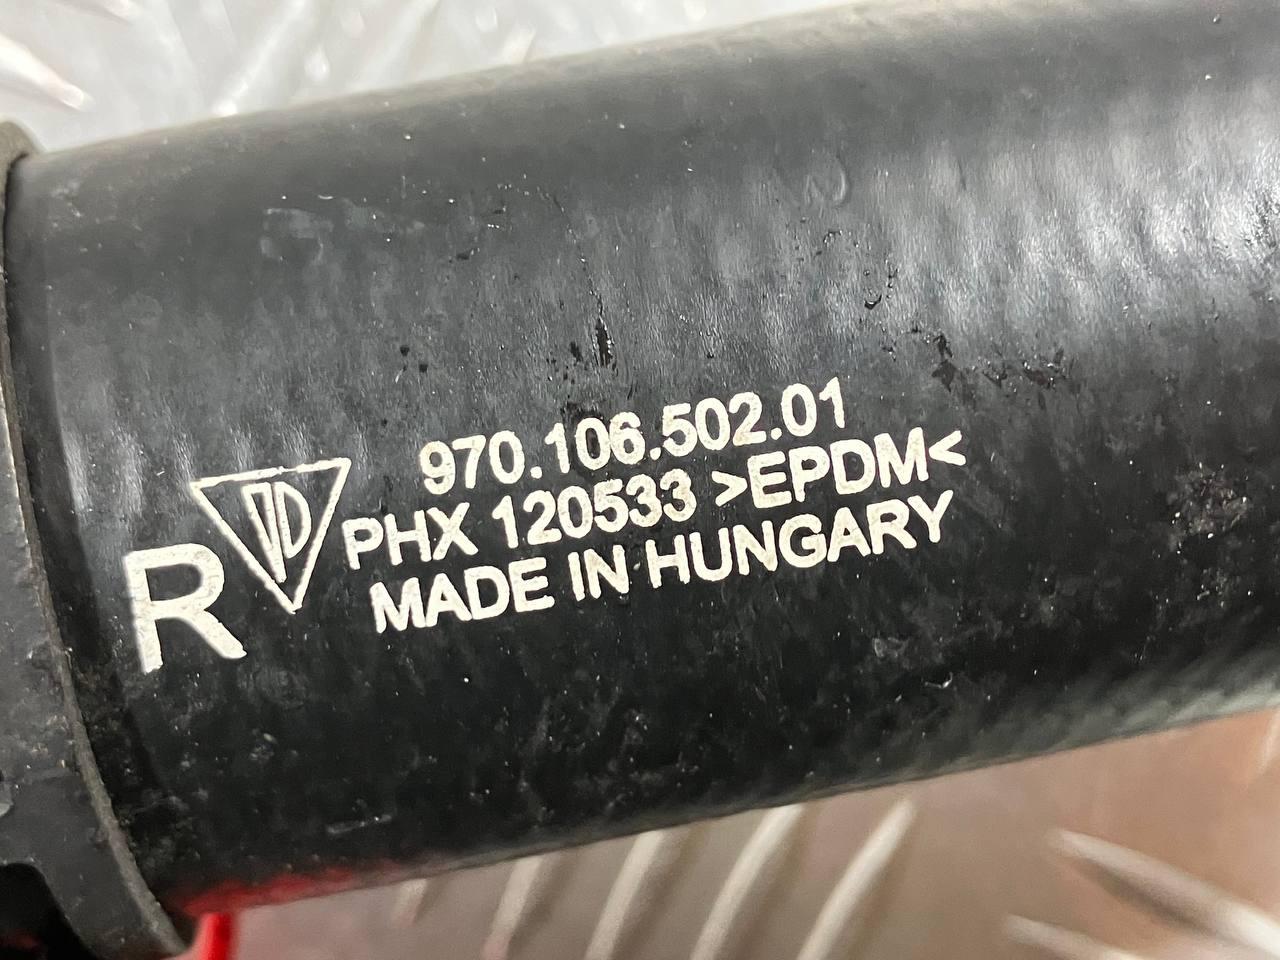 970.106.502.01
PHX 120533 >EPDM<
MADE IN HUNGARY
R